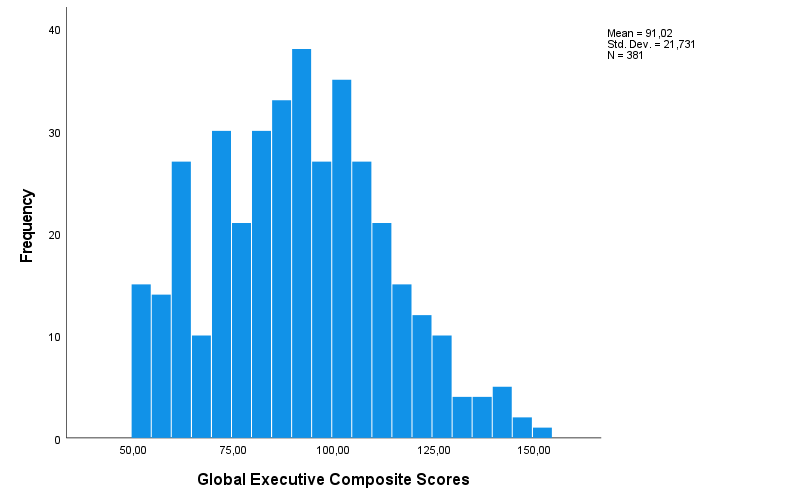 Mean = 91,02
Std. Dev. = 21,731
N = 381
40
30
20
10
0
Frequency
50,00 75,00 100,00 125,00 150,00
Global Executive Composite Scores